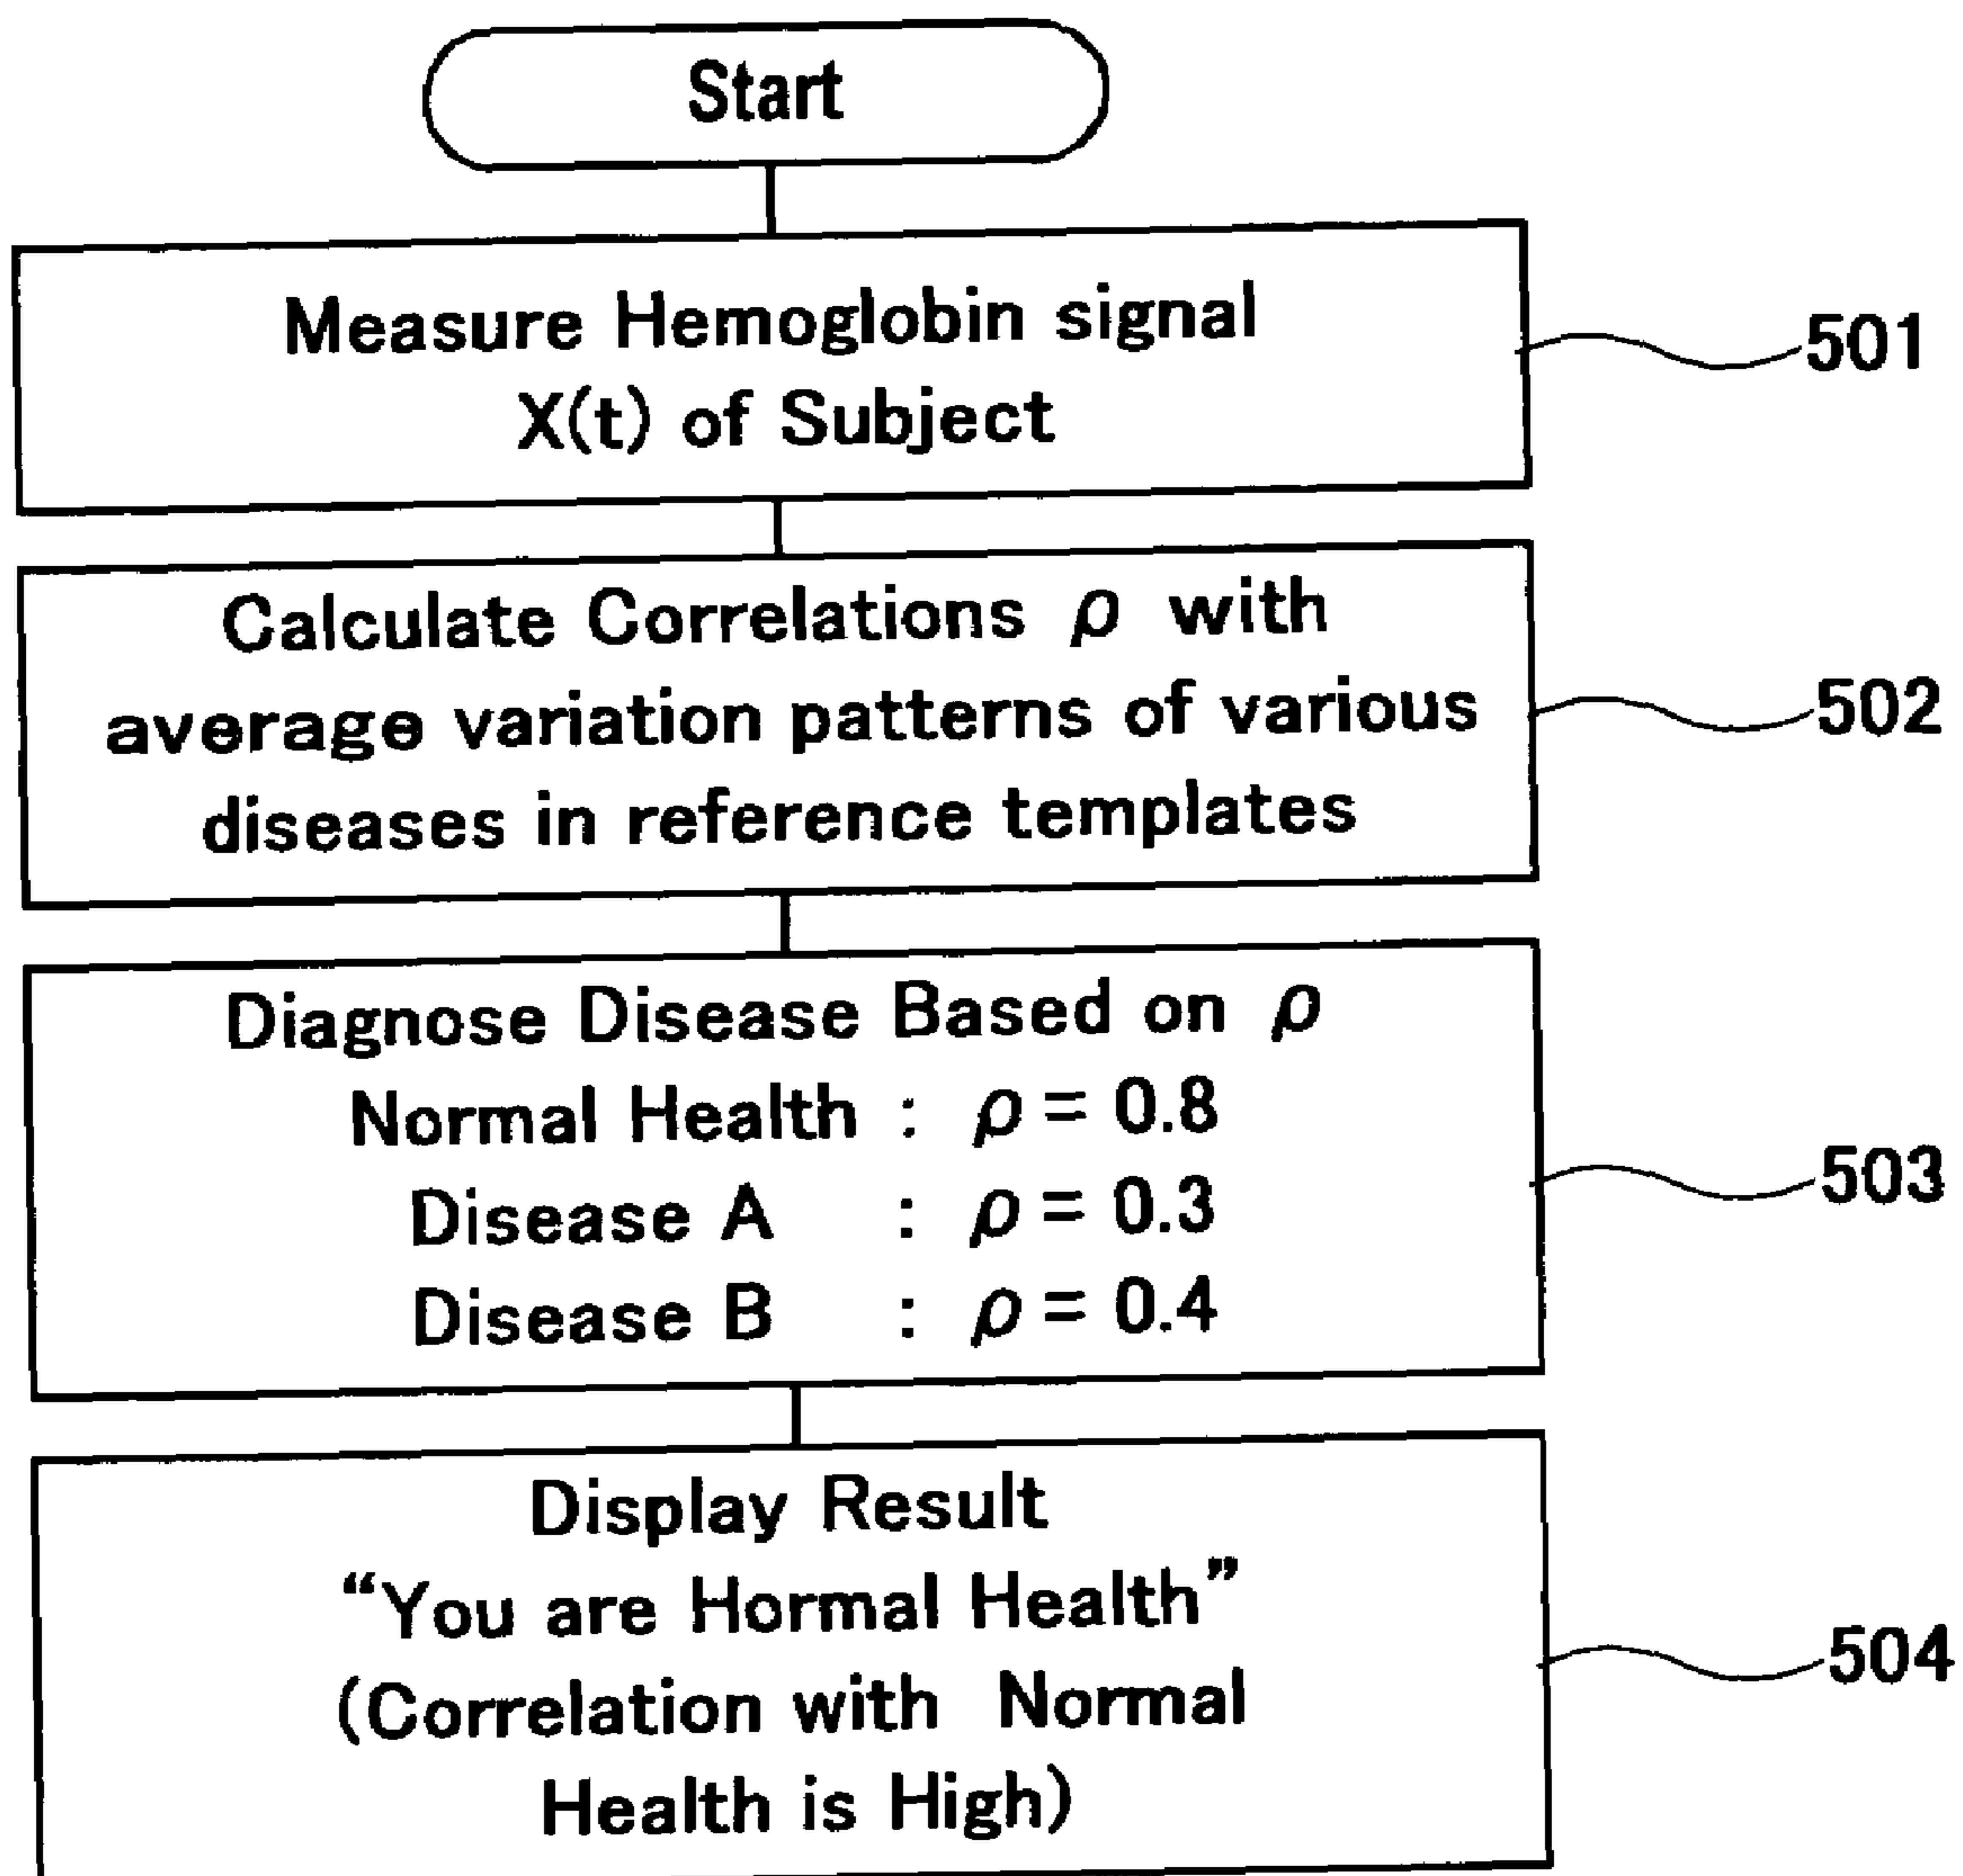 Start
Measure Hemoglobin signal
X(t) of Subject
501
Calculate Correlations ρ with
average variation patterns of various
diseases in reference templates
502
Diagnose Disease Based on ρ
Normal Health : ρ = 0.8
Disease A : ρ = 0.3
Disease B : ρ = 0.4
503
Display Result
“You are Hormal Health”
(Correlation with Normal
Health is High)
504